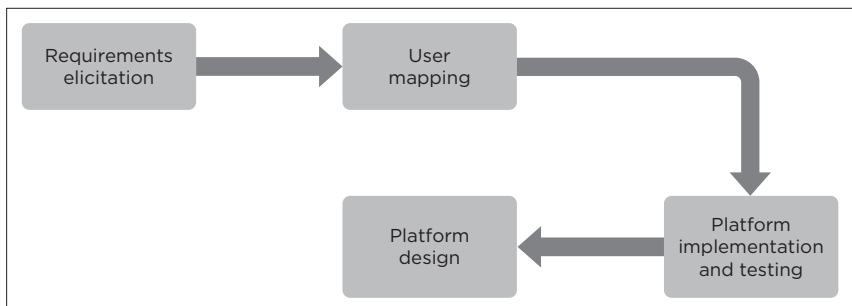 Requirements
elicitation
User
mapping
Platform
design
Platform
implementation
and testing